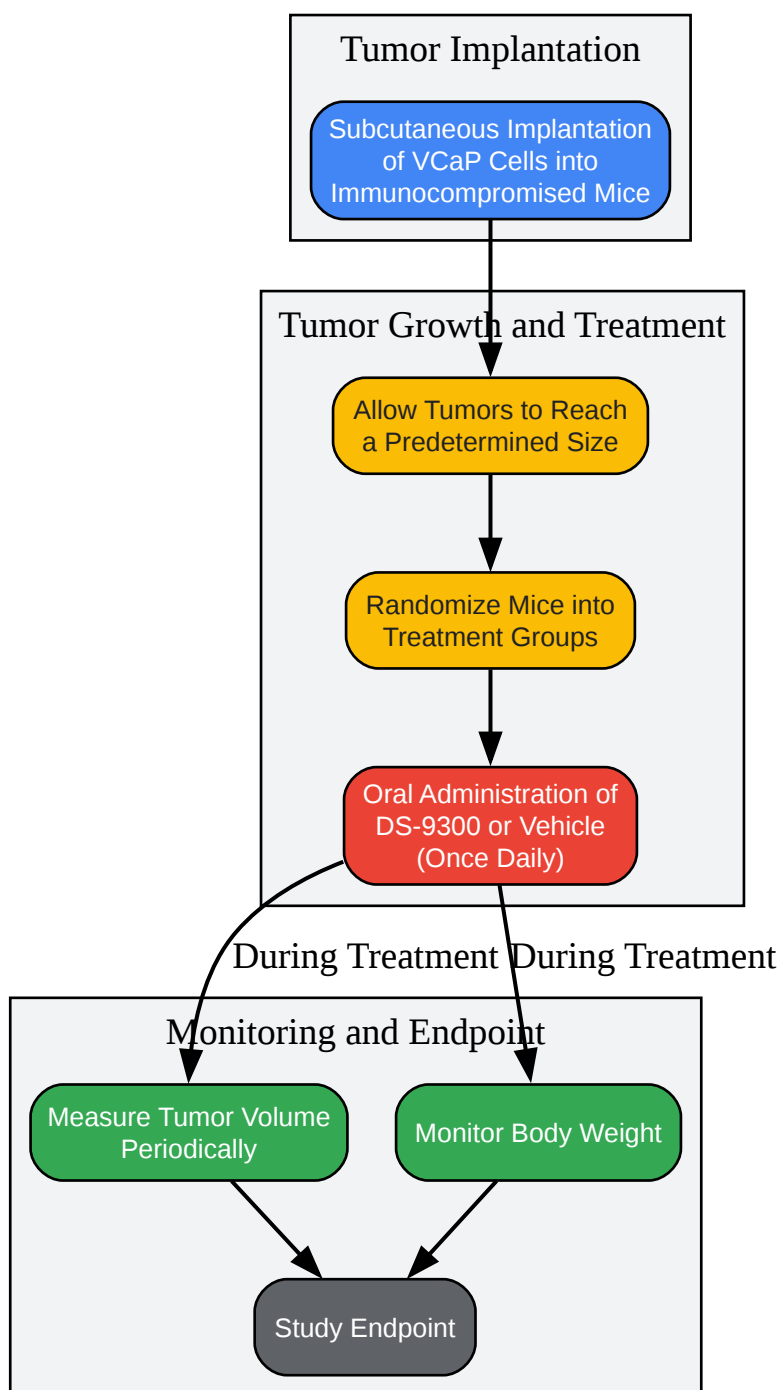 Tumor Implantation
Subcutaneous Implantation
of VCaP Cells into
Immunocompromised Mice
Tumor Growth and Treatment
Allow Tumors to Reach
a Predetermined Size
Randomize Mice into
Treatment Groups
Oral Administration of
DS-9300 or Vehicle
(Once Daily)
During Treatment
During Treatment
Monitoring and Endpoint
Measure Tumor Volume
Periodically
Monitor Body Weight
Study Endpoint